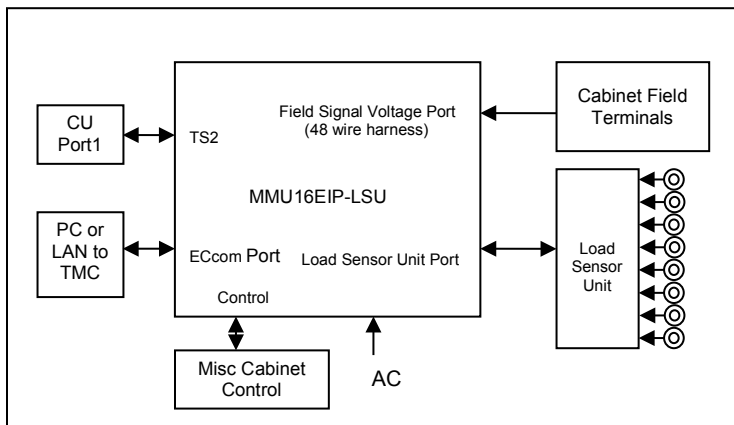 CU
Port1
TS2
Field Signal Voltage Port
(48 wire harness)
Cabinet Field
Terminals
MMU16EIP-LSU
PC or
LAN to
TMC
ECcom Port
Load Sensor Unit Port
Load
Sensor
Unit
Control
Misc Cabinet
Control
AC